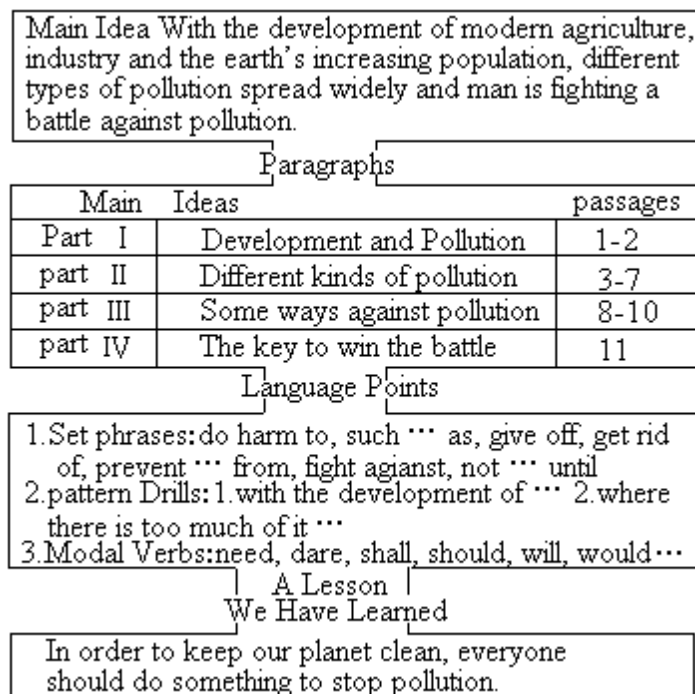 Main Idea With the development of modern agriculture,
industry and the earth's increasing population, different
types of pollution spread widely and man is fighting a
battle against pollution.
Paragraphs
Main Ideas passages
Part I Development and Pollution 1-2
part II Different kinds of pollution 3-7
part III Some ways against pollution 8-10
part IV The key to win the battle 11
Language Points
1.Set phrases:do harm to, such ··· as, give off, get rid
of, prevent ··· from, fight agianst, not ··· until
2.pattern Drills: 1.with the development of ··· 2.where
there is too much of it ···
3.Modal Verbs:need, dare, shall, should, will, would···
A Lesson
We Have Learned
In order to keep our planet clean, everyone
should do something to stop pollution.